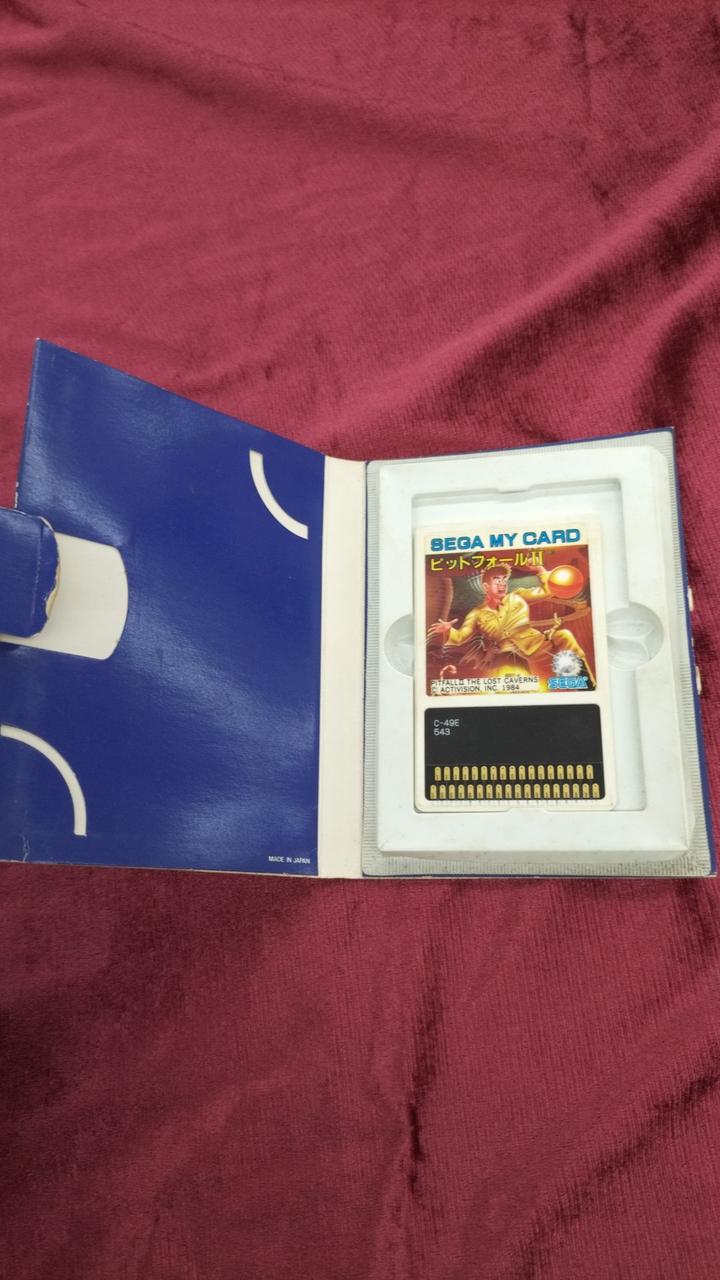 SEGA MY CARD
ピットフォールII
PITFALL II THE LOST CAVERNS
© ACTIVISION, INC. 1984
SEGA
C-49E
543
MADE IN JAPAN